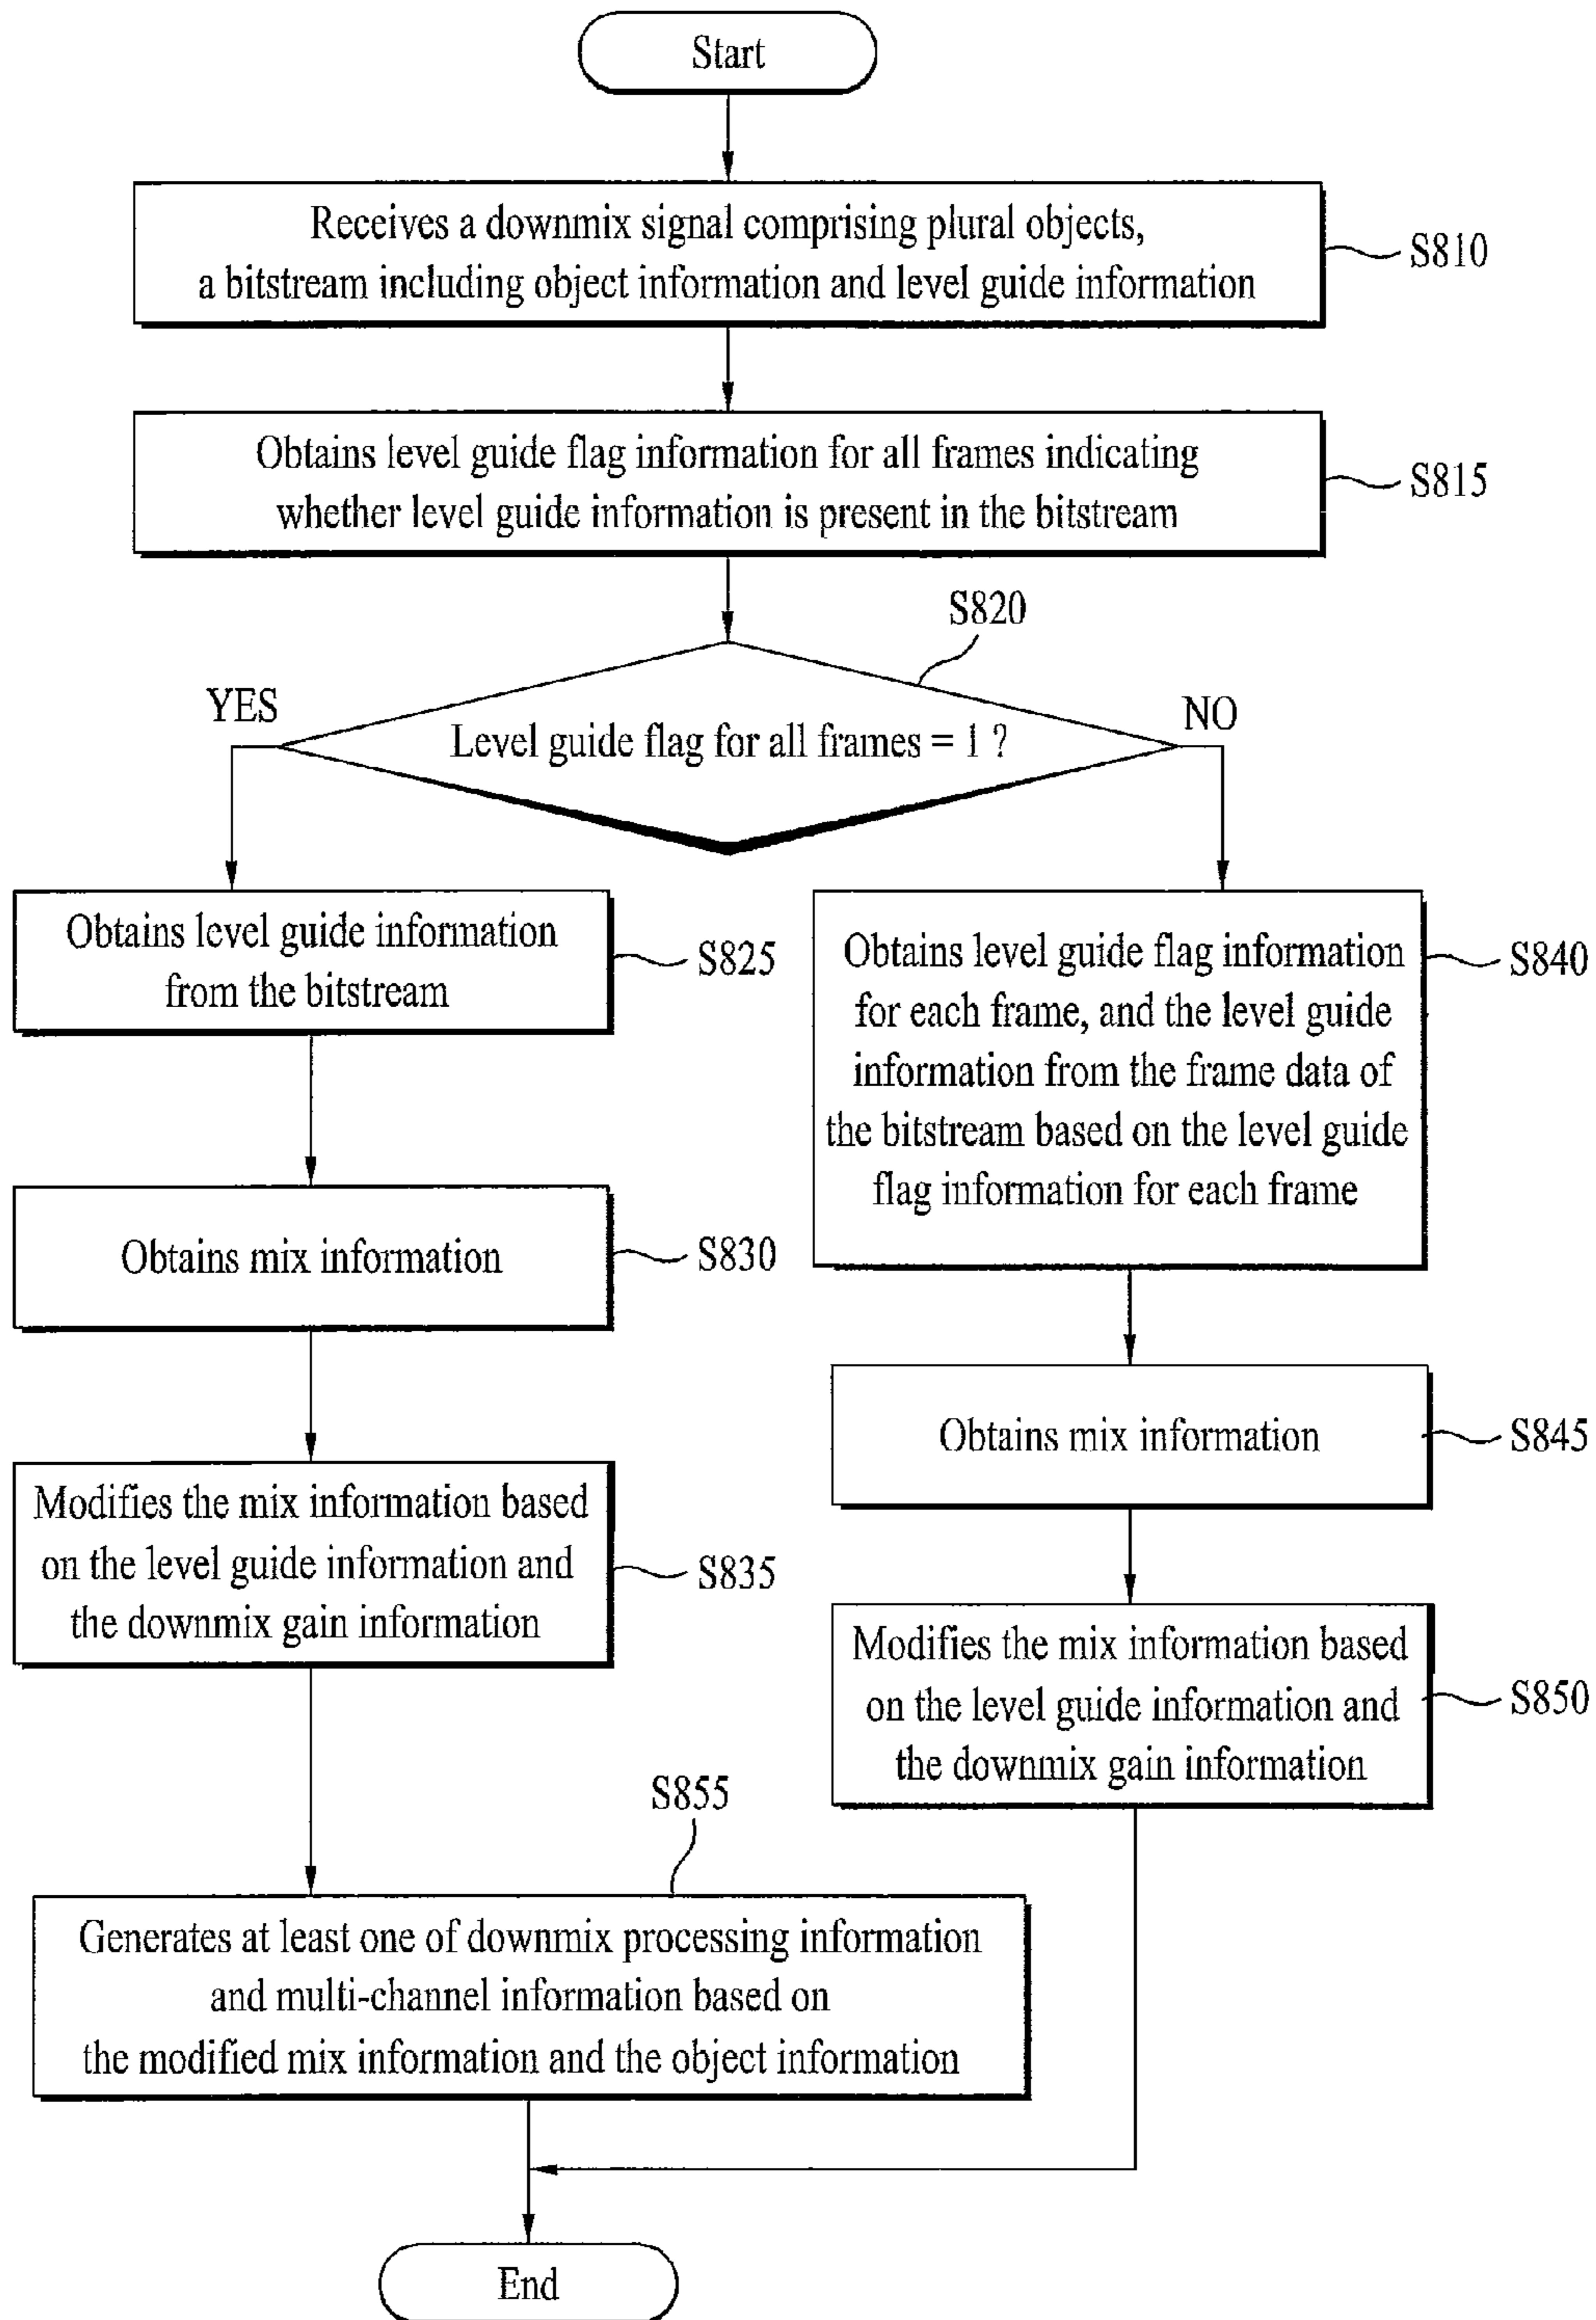 Start
Receives a downmix signal comprising plural objects,
a bitstream including object information and level guide information
S810
Obtains level guide flag information for all frames indicating
whether level guide information is present in the bitstream
S815
S820
YES
Level guide flag for all frames = 1 ?
NO
Obtains level guide information
from the bitstream
S825
Obtains level guide flag information
for each frame, and the level guide
information from the frame data of
the bitstream based on the level guide
flag information for each frame
S840
Obtains mix information
S830
Obtains mix information
S845
Modifies the mix information based
on the level guide information and
the downmix gain information
S835
Modifies the mix information based
on the level guide information and
the downmix gain information
S850
S855
Generates at least one of downmix processing information
and multi-channel information based on
the modified mix information and the object information
End